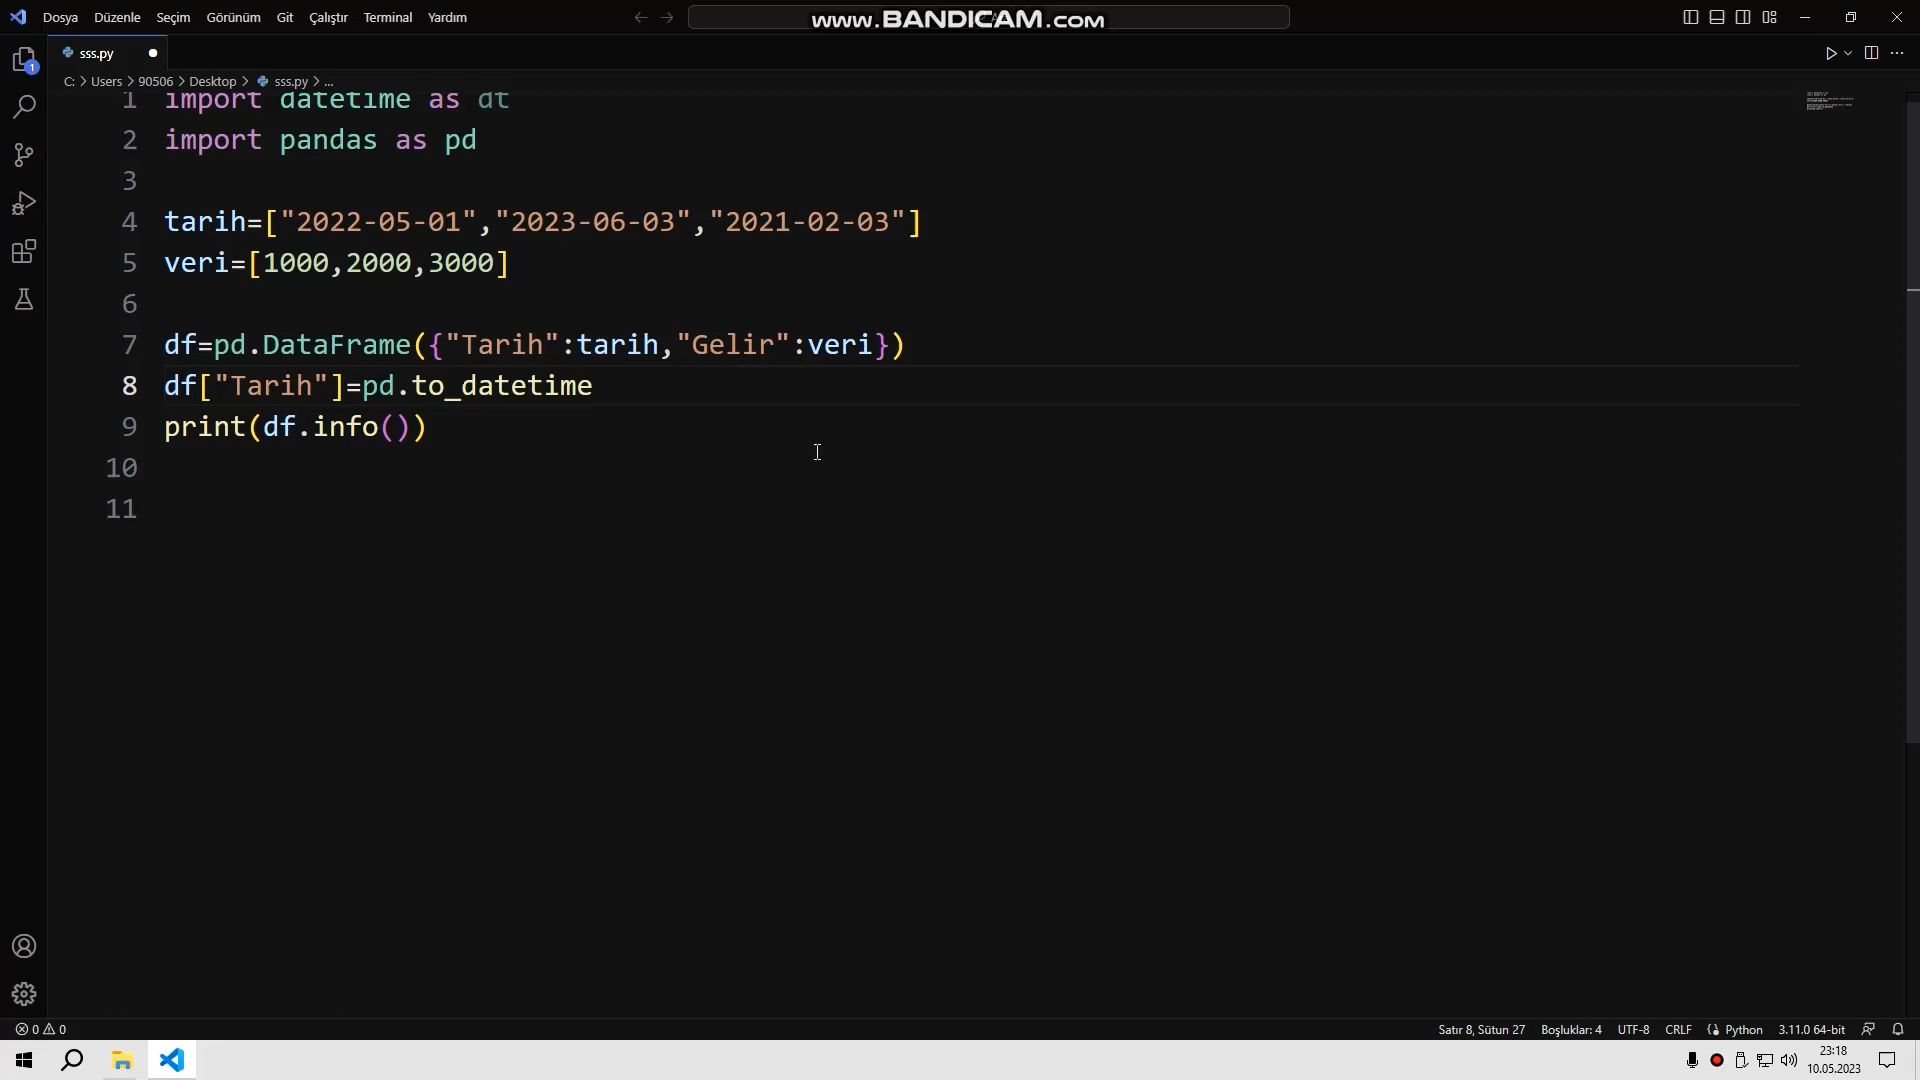 Dosya Düzenle Seçim Görünüm Git Çalıştır Terminal Yardım
www.BANDICAM.com
sss.py
1
C: > Users > 90506 > Desktop > sss.py > ...
1 import datetime as dt
2 import pandas as pd
3
4 tarih=["2022-05-01","2023-06-03","2021-02-03"]
5 veri=[1000,2000,3000]
6
7 df=pd.DataFrame({"Tarih":tarih,"Gelir":veri})
8 df["Tarih"]=pd.to_datetime
9 print(df.info())
10
11
0 0 Satır 8, Sütun 27 Boşluklar: 4 UTF-8 CRLF Python 3.11.0 64-bit
23:18
10.05.2023